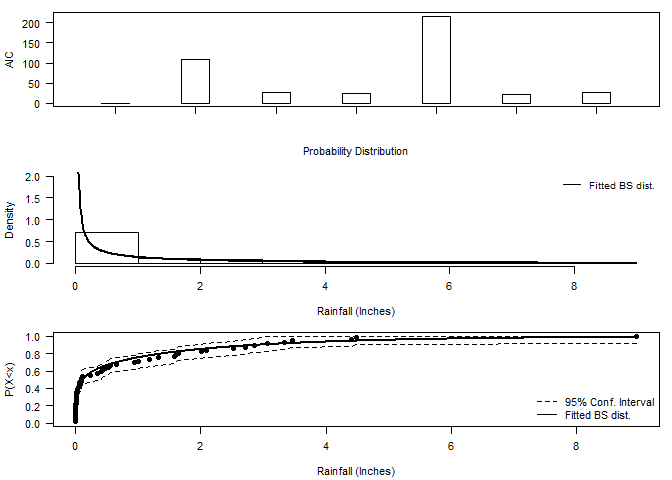 AIC
200
150
100
50
0
Probability Distribution
Density
2.0
1.5
1.0
0.5
0.0
Fitted BS dist.
0 2 4 6 8
Rainfall (Inches)
P(X<x)
1.0
0.8
0.6
0.4
0.2
0.0
95% Conf. Interval
Fitted BS dist.
0 2 4 6 8
Rainfall (Inches)